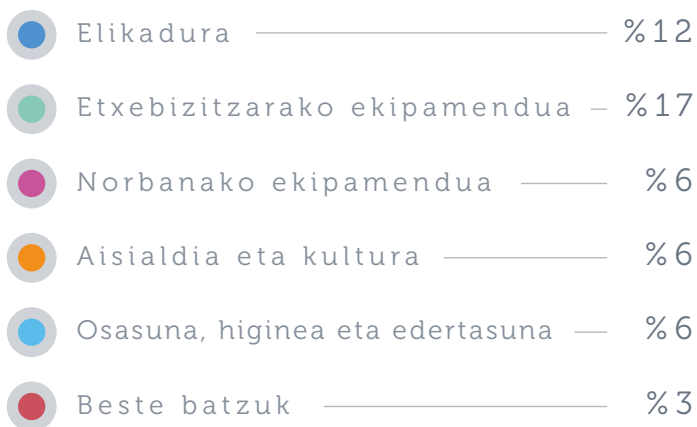 Elikadura %12
Etxebizitzarako ekipamendua %17
Norbanako ekipamendua %6
Aisialdia eta kultura %6
Osasuna, higinea eta edertasuna %6
Beste batzuk %3